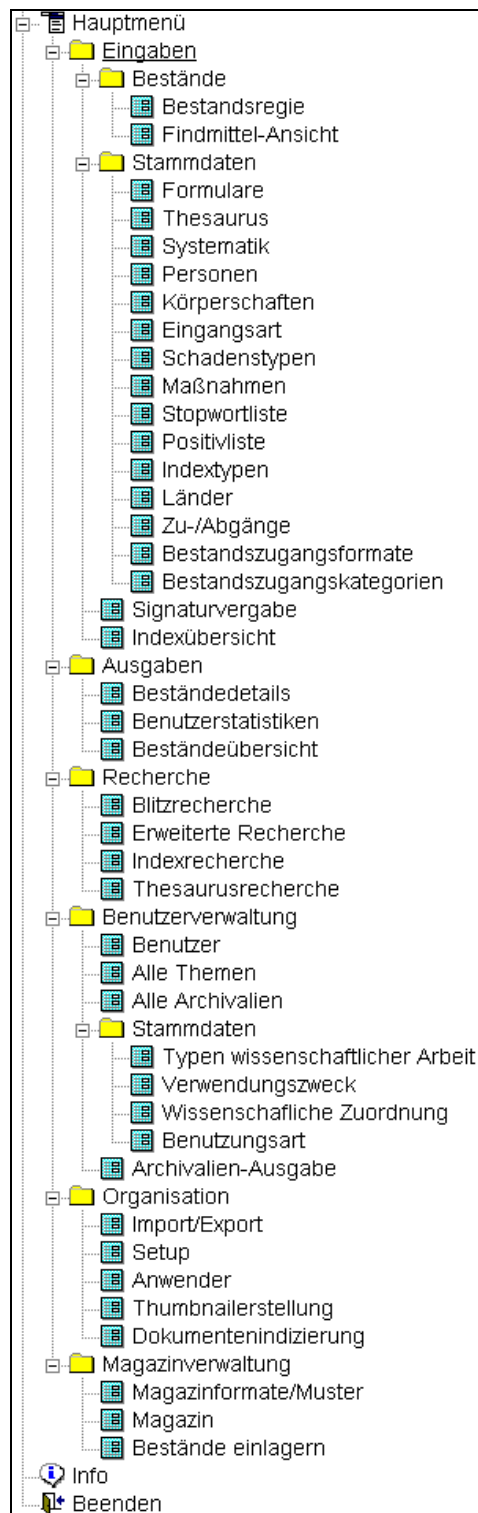 Hauptmenü
Eingaben
Bestände
Bestandsregie
Findmittel-Ansicht
Stammdaten
Formulare
Thesaurus
Systematik
Personen
Körperschaften
Eingangsart
Schadenstypen
Maßnahmen
Stopwortliste
Positivliste
Indextypen
Länder
Zu-/Abgänge
Bestandszugangsformate
Bestandszugangskategorien
Signaturvergabe
Indexübersicht
Ausgaben
Beständedetails
Benutzerstatistiken
Beständeübersicht
Recherche
Blitzrecherche
Erweiterte Recherche
Indexrecherche
Thesaurusrecherche
Benutzerverwaltung
Benutzer
Alle Themen
Alle Archivalien
Stammdaten
Typen wissenschaftlicher Arbeit
Verwendungszweck
Wissenschafliche Zuordnung
Benutzungsart
Archivalien-Ausgabe
Organisation
Import/Export
Setup
Anwender
Thumbnailerstellung
Dokumentenindizierung
Magazinverwaltung
Magazinformate/Muster
Magazin
Bestände einlagern
Info
Beenden